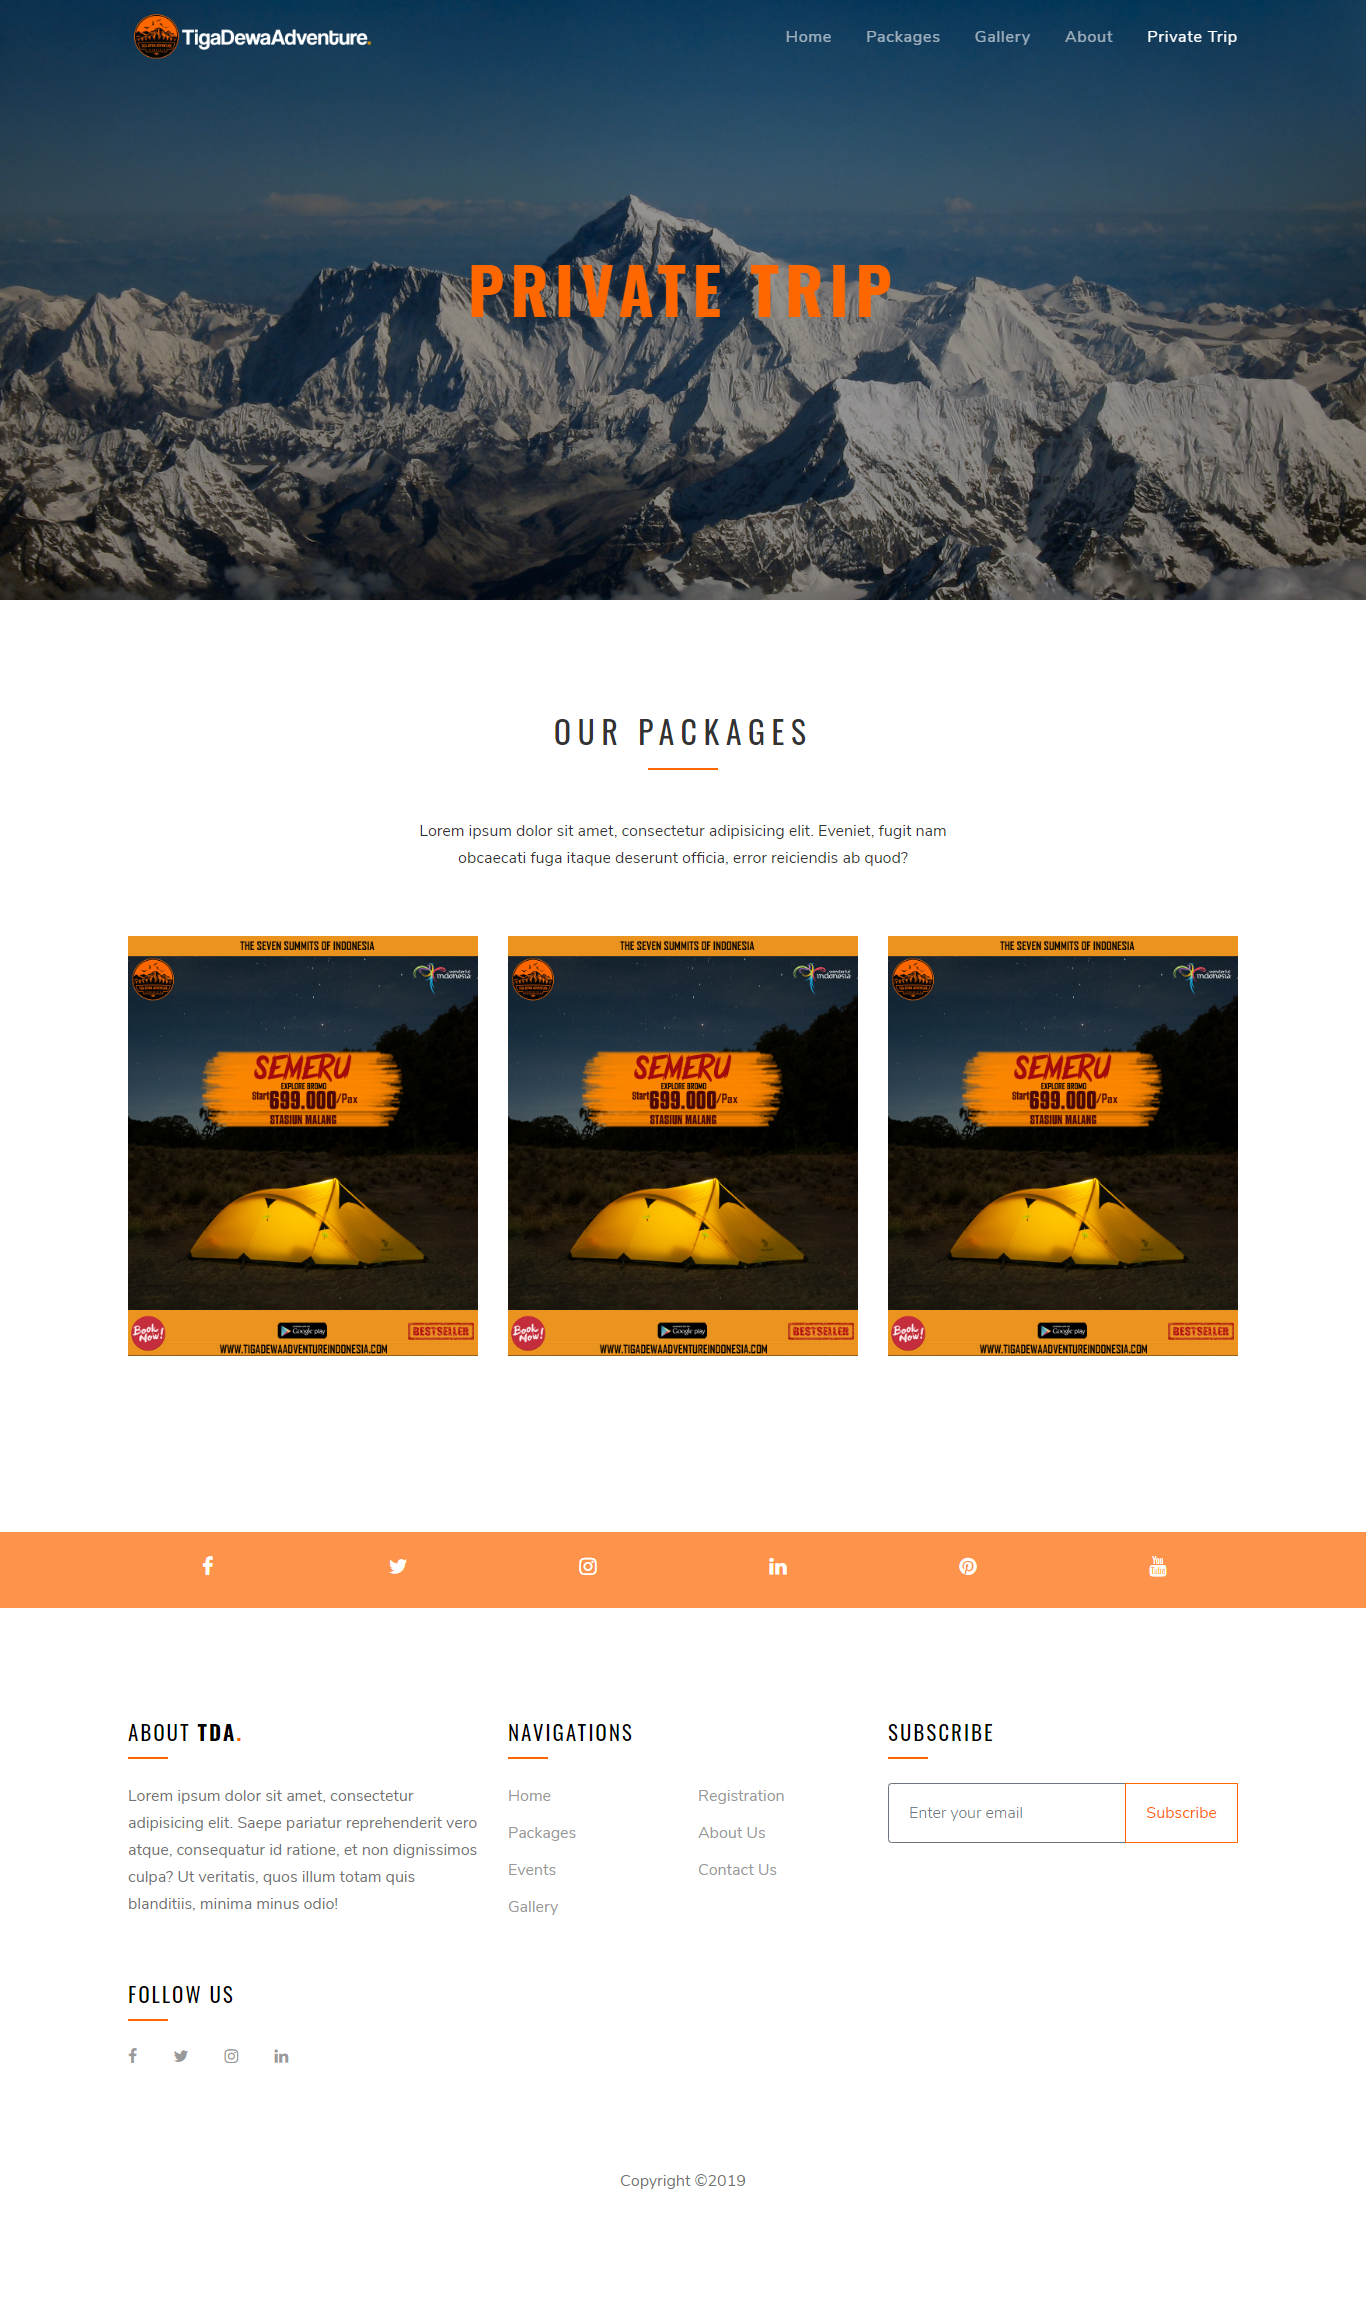 TigaDewaAdventure.
Home
Packages
Gallery
About
Private Trip
PRIVATE TRIP
OUR PACKAGES
Lorem ipsum dolor sit amet, consectetur adipisicing elit. Eveniet, fugit nam
obcaecati fuga itaque deserunt officia, error reiciendis ab quod?
THE SEVEN SUMMITS OF INDONESIA
wonderful
indonesia
SEMERU
EXPLORE BROMO
Start 699.000/Pax
STASIUN MALANG
Book Now!
Google play
BESTSELLER
WWW.TIGADEWAADVENTUREINDONESIA.COM
THE SEVEN SUMMITS OF INDONESIA
wonderful
indonesia
SEMERU
EXPLORE BROMO
Start 699.000/Pax
STASIUN MALANG
Book Now!
Google play
BESTSELLER
WWW.TIGADEWAADVENTUREINDONESIA.COM
THE SEVEN SUMMITS OF INDONESIA
wonderful
indonesia
SEMERU
EXPLORE BROMO
Start 699.000/Pax
STASIUN MALANG
Book Now!
Google play
BESTSELLER
WWW.TIGADEWAADVENTUREINDONESIA.COM
You Tube
ABOUT TDA.
Lorem ipsum dolor sit amet, consectetur
adipisicing elit. Saepe pariatur reprehenderit vero
atque, consequatur id ratione, et non dignissimos
culpa? Ut veritatis, quos illum totam quis
blanditiis, minima minus odio!
NAVIGATIONS
Home
Packages
Events
Gallery
Registration
About Us
Contact Us
SUBSCRIBE
Enter your email
Subscribe
FOLLOW US
Copyright ©2019